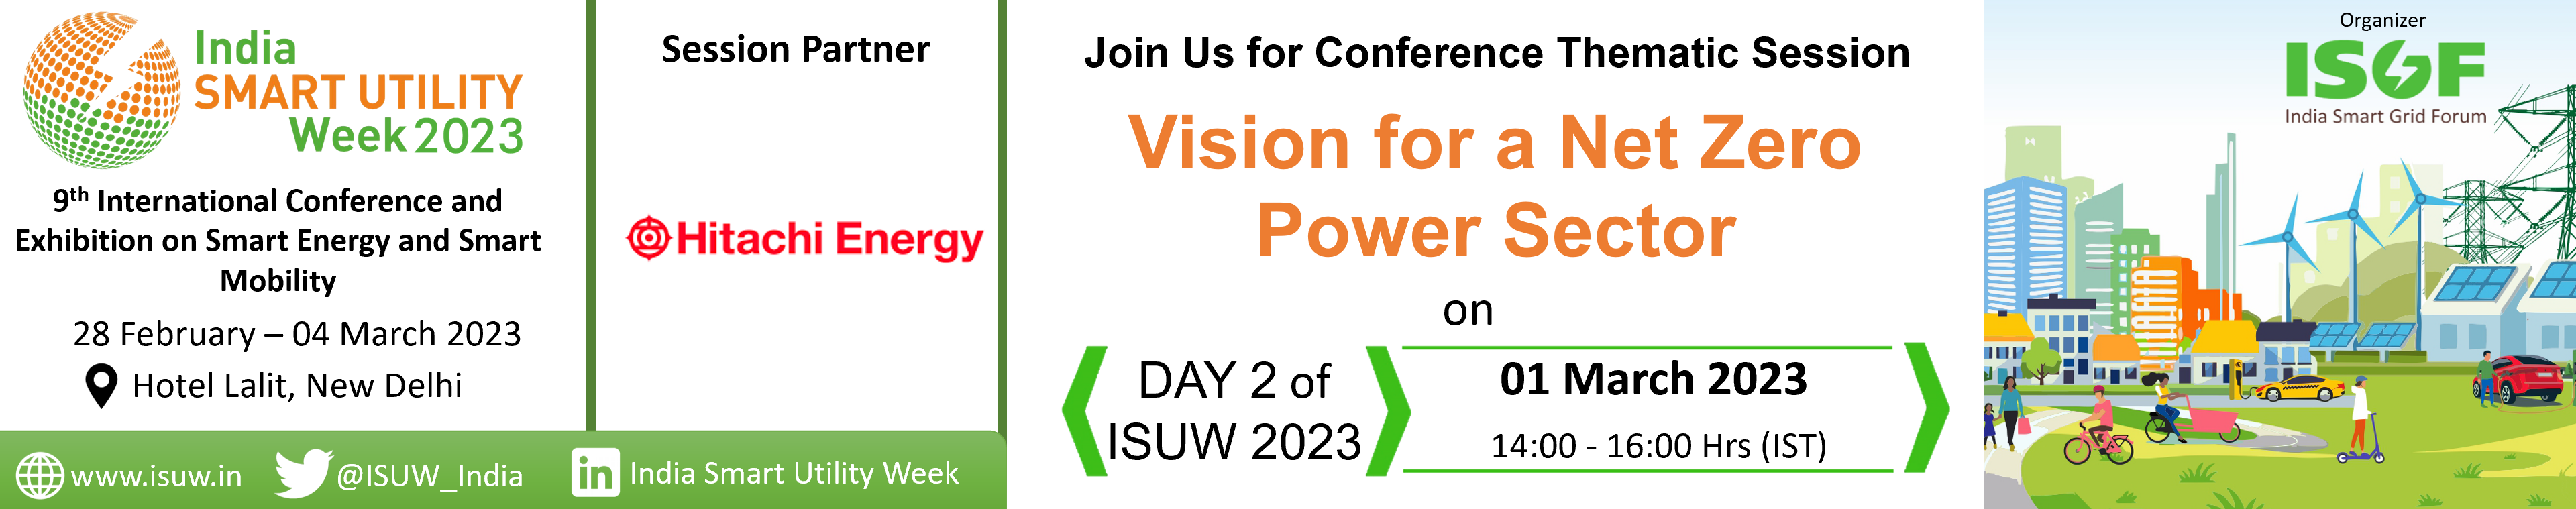 India
SMART UTILITY
Week 2023
9th International Conference and
Exhibition on Smart Energy and Smart
Mobility
28 February – 04 March 2023
Hotel Lalit, New Delhi
www.isuw.in
@ISUW_India
in
India Smart Utility Week
Session Partner
Hitachi Energy
Join Us for Conference Thematic Session
Vision for a Net Zero
Power Sector
on
DAY 2 of
ISUW 2023
01 March 2023
14:00 - 16:00 Hrs (IST)
Organizer
ISGF
India Smart Grid Forum